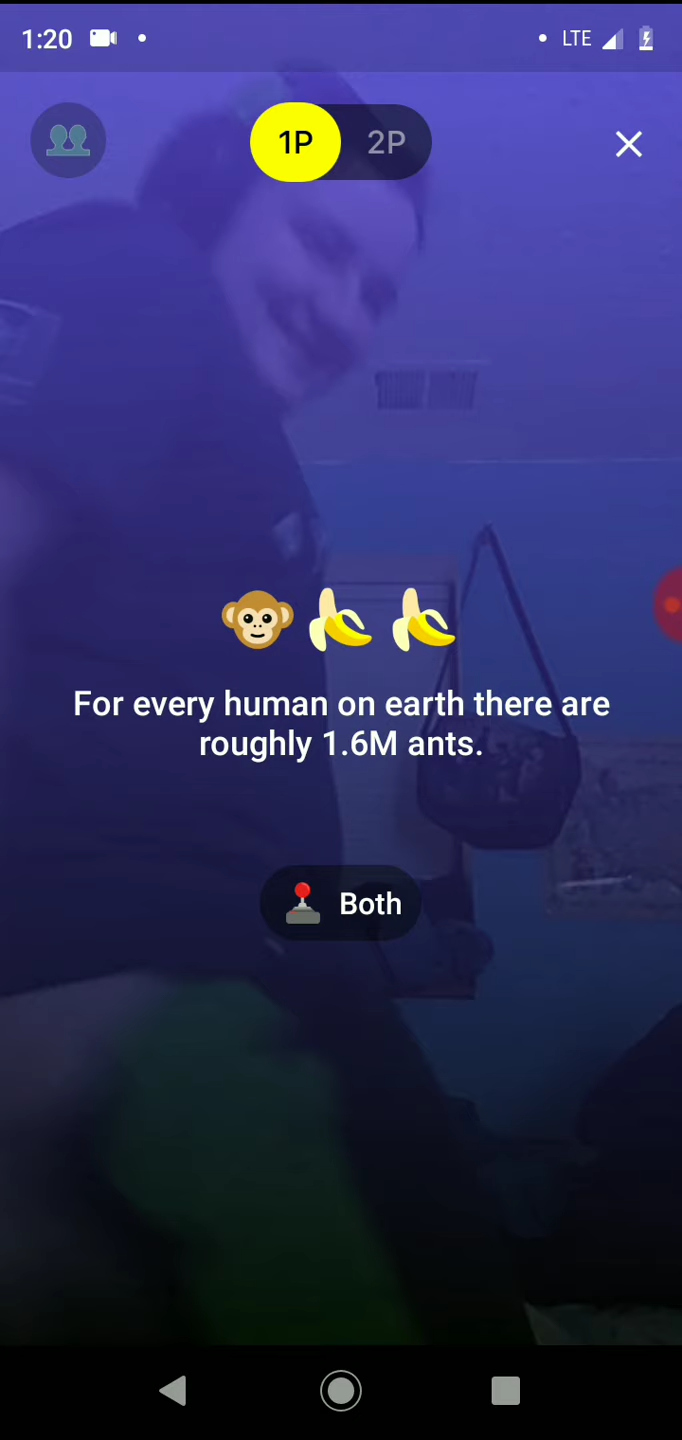 1:20 LTE
1P 2P
For every human on earth there are
roughly 1.6M ants.
Both